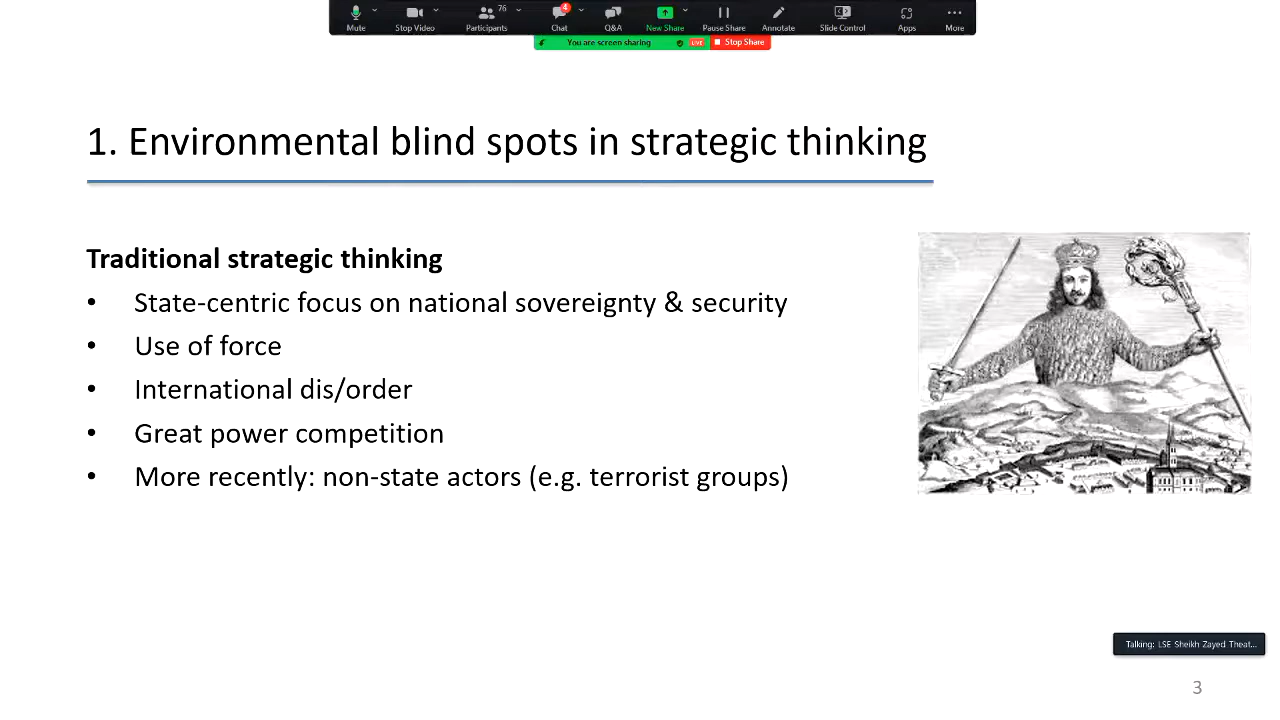 76
4
Mute
Stop Video
Participants
Chat
Q&A
New Share
Pause Share
Annotate
Slide Control
Apps
More
You are screen sharing
LIVE
Stop Share
1. Environmental blind spots in strategic thinking
Traditional strategic thinking
• State-centric focus on national sovereignty & security
• Use of force
• International dis/order
• Great power competition
• More recently: non-state actors (e.g. terrorist groups)
Talking: LSE Sheikh Zayed Theat...
3